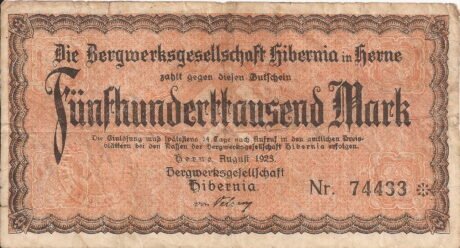 Die Bergwerksgesellschaft Hibernia in Herne
zahlt gegen diesen Gutschein
Fünfhunderttausend Mark
Die Einlösung muß spätestens 14 Tage nach Aufruf in den amtlichen Kreis-
blättern bei den Kassen der Bergwerksgesellschaft Hibernia erfolgen.
Herne, August 1923.
Bergwerksgesellschaft
Hibernia.
Nr. 74433 ✻